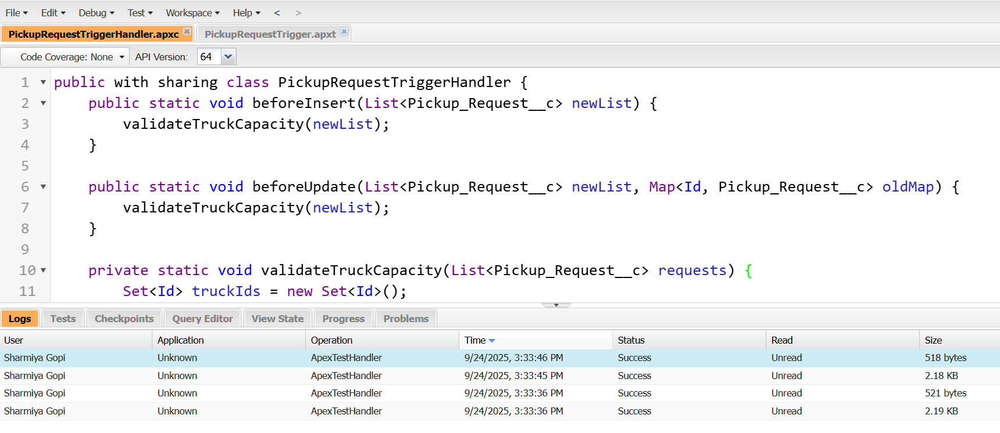 File Edit Debug Test Workspace Help < >
PickupRequestTriggerHandler.apxc PickupRequestTrigger.apxt
Code Coverage: None API Version: 64
1 public with sharing class PickupRequestTriggerHandler {
2 public static void beforeInsert(List<Pickup_Request__c> newList) {
3 validateTruckCapacity(newList);
4 }
5
6 public static void beforeUpdate(List<Pickup_Request__c> newList, Map<Id, Pickup_Request__c> oldMap) {
7 validateTruckCapacity(newList);
8 }
9
10 private static void validateTruckCapacity(List<Pickup_Request__c> requests) {
11 Set<Id> truckIds = new Set<Id>();
Logs Tests Checkpoints Query Editor View State Progress Problems
User Application Operation Time Status Read Size
Sharmiya Gopi Unknown ApexTestHandler 9/24/2025, 3:33:46 PM Success Unread 518 bytes
Sharmiya Gopi Unknown ApexTestHandler 9/24/2025, 3:33:45 PM Success Unread 2.18 KB
Sharmiya Gopi Unknown ApexTestHandler 9/24/2025, 3:33:36 PM Success Unread 521 bytes
Sharmiya Gopi Unknown ApexTestHandler 9/24/2025, 3:33:36 PM Success Unread 2.19 KB